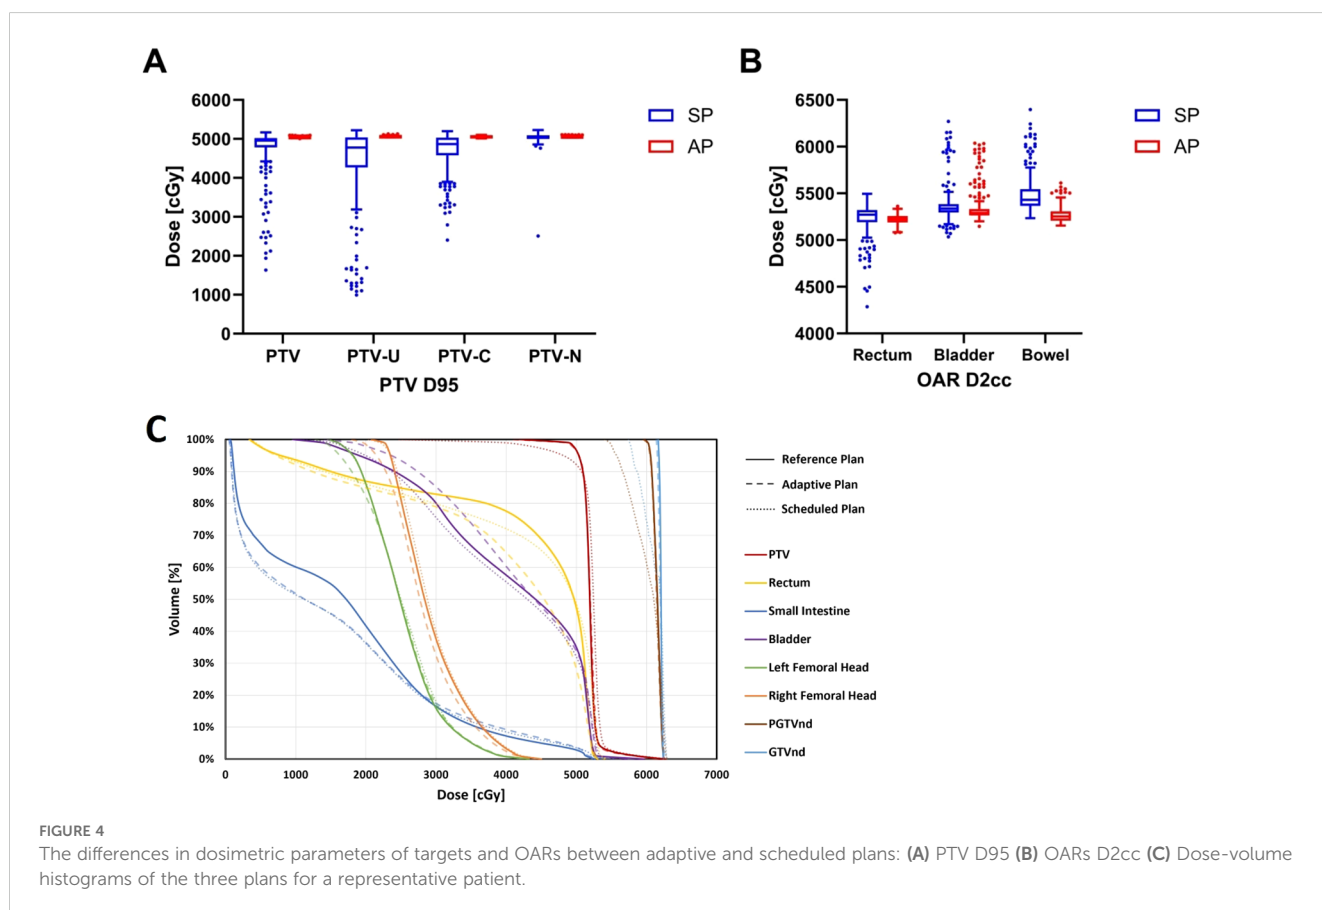 A
B
6000
5000
4000
3000
2000
1000
0
Dose [cGy]
PTV
PTV-U
PTV-C
PTV-N
PTV D95
SP
AP
6500
6000
5500
5000
4500
4000
Dose [cGy]
Rectum
Bladder
Bowel
OAR D2cc
SP
AP
C
100%
90%
80%
70%
60%
50%
40%
30%
20%
10%
0%
Volume [%]
0
1000
2000
3000
4000
5000
6000
7000
Dose [cGy]
Reference Plan
Adaptive Plan
Scheduled Plan
PTV
Rectum
Small Intestine
Bladder
Left Femoral Head
Right Femoral Head
PGTVnd
GTVnd
FIGURE 4
The differences in dosimetric parameters of targets and OARs between adaptive and scheduled plans: (A) PTV D95 (B) OARs D2cc (C) Dose-volume
histograms of the three plans for a representative patient.